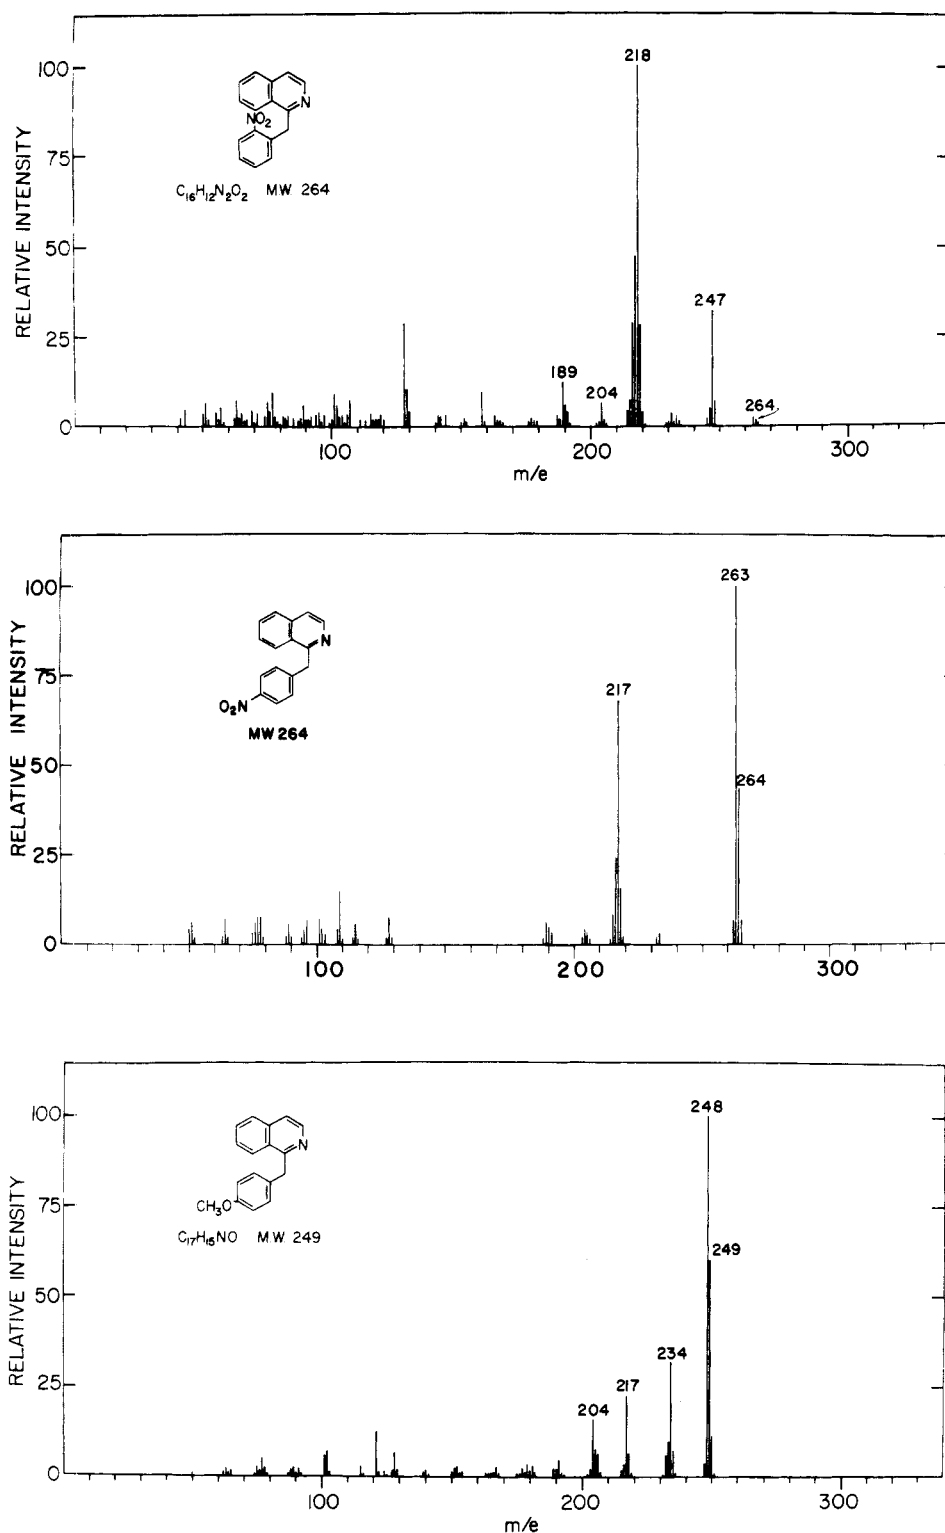 RELATIVE INTENSITY
100
75
50
25
0
218
247
189
204
264
N
NO₂
C₁₆H₁₂N₂O₂ MW 264
100
200
300
m/e
RELATIVE INTENSITY
100
75
50
25
0
263
217
264
N
O₂N
MW 264
100
200
300
RELATIVE INTENSITY
100
75
50
25
0
248
249
234
217
204
N
CH₃O
C₁₇H₁₅NO M W 249
100
200
300
m/e